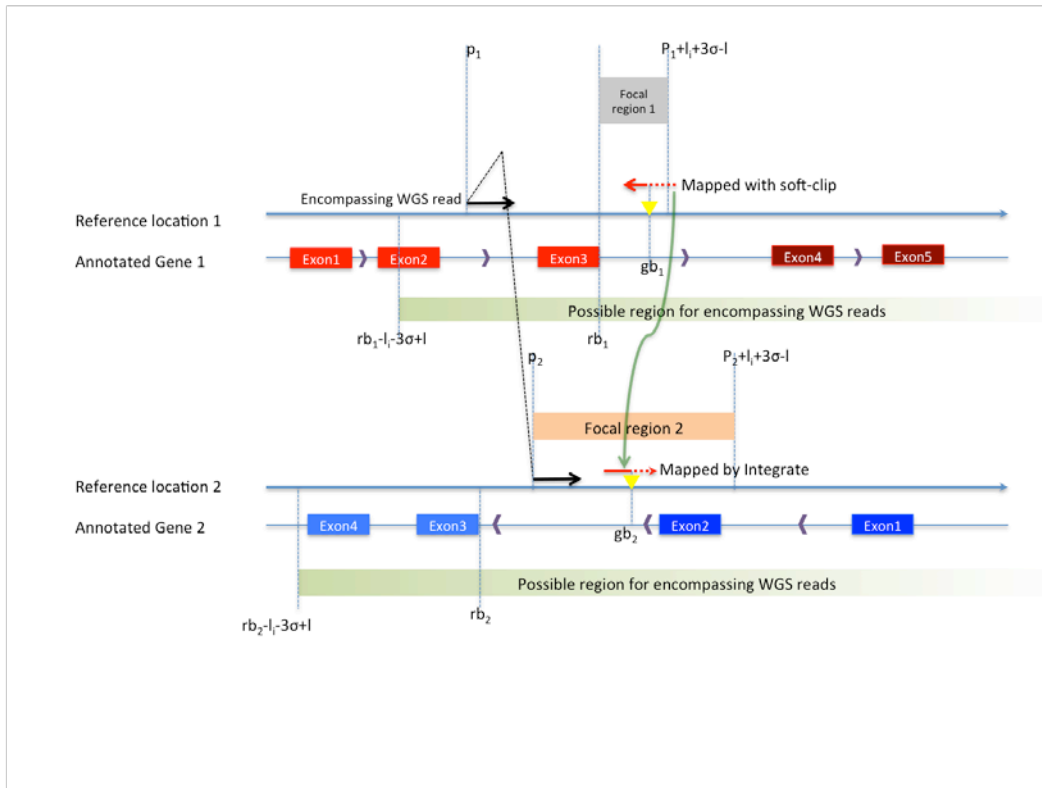 p₁
P₁+lᵢ+3σ-l
Focal
region 1
Encompassing WGS read
Mapped with soft-clip
Reference location 1
Annotated Gene 1
Exon1
Exon2
Exon3
gb₁
Exon4
Exon5
Possible region for encompassing WGS reads
rb₁-lᵢ-3σ+l
rb₁
p₂
P₂+lᵢ+3σ-l
Focal region 2
Mapped by Integrate
Reference location 2
Annotated Gene 2
Exon4
Exon3
gb₂
Exon2
Exon1
Possible region for encompassing WGS reads
rb₂-lᵢ-3σ+l
rb₂